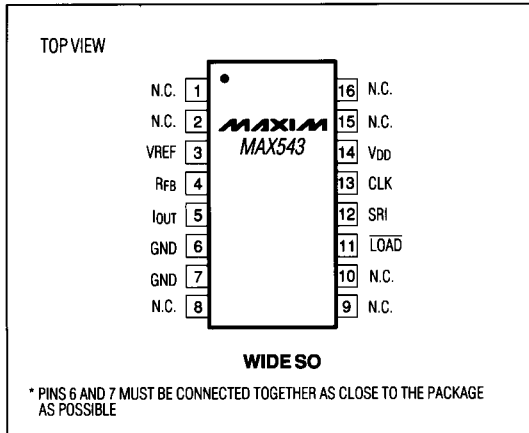 TOP VIEW
N.C. 1
16 N.C.
N.C. 2
MAXIM
15 N.C.
VREF 3
MAX543
14 VDD
RFB 4
13 CLK
IOUT 5
12 SRI
GND 6
11 LOAD
GND 7
10 N.C.
N.C. 8
9 N.C.
WIDE SO
* PINS 6 AND 7 MUST BE CONNECTED TOGETHER AS CLOSE TO THE PACKAGE
AS POSSIBLE